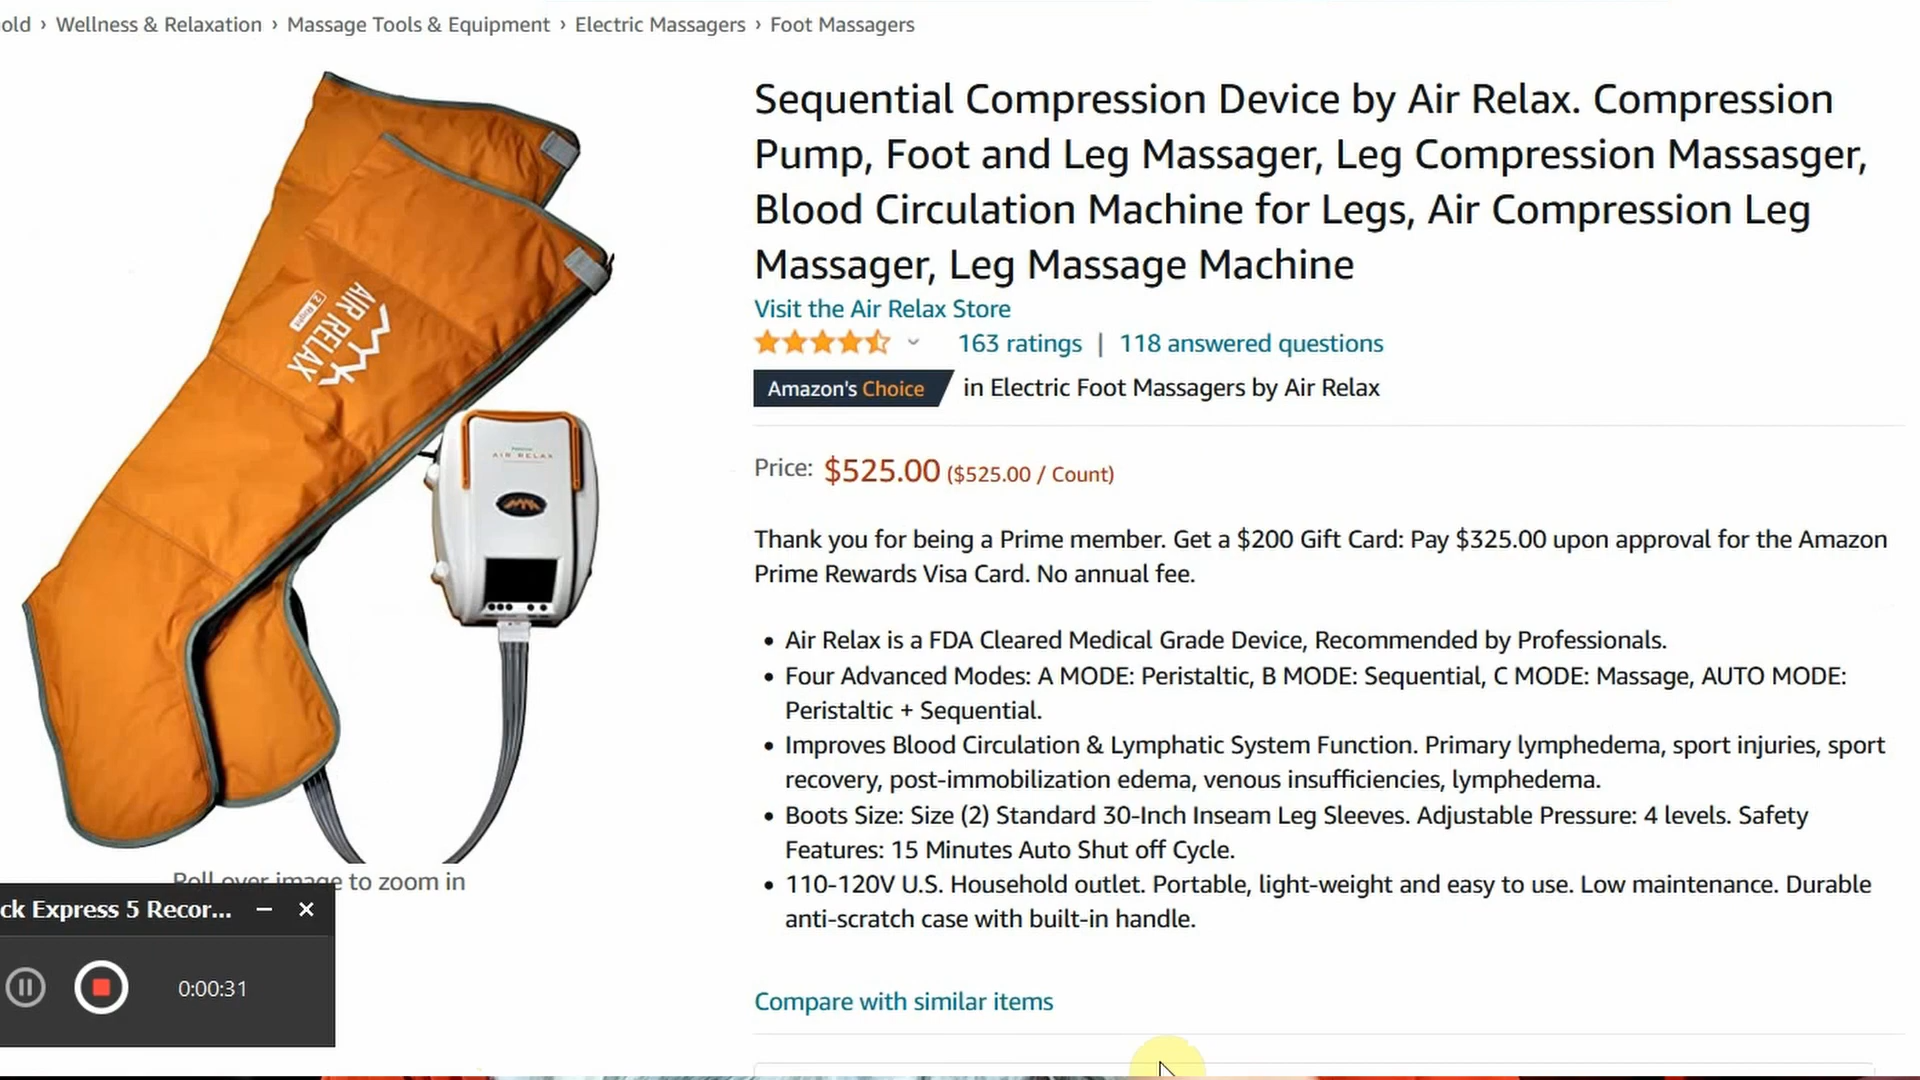 old › Wellness & Relaxation › Massage Tools & Equipment › Electric Massagers › Foot Massagers
Sequential Compression Device by Air Relax. Compression
Pump, Foot and Leg Massager, Leg Compression Massasger,
Blood Circulation Machine for Legs, Air Compression Leg
Massager, Leg Massage Machine
Visit the Air Relax Store
163 ratings | 118 answered questions
Amazon's Choice in Electric Foot Massagers by Air Relax
Price: $525.00 ($525.00 / Count)
Thank you for being a Prime member. Get a $200 Gift Card: Pay $325.00 upon approval for the Amazon
Prime Rewards Visa Card. No annual fee.
• Air Relax is a FDA Cleared Medical Grade Device, Recommended by Professionals.
• Four Advanced Modes: A MODE: Peristaltic, B MODE: Sequential, C MODE: Massage, AUTO MODE:
Peristaltic + Sequential.
• Improves Blood Circulation & Lymphatic System Function. Primary lymphedema, sport injuries, sport
recovery, post-immobilization edema, venous insufficiencies, lymphedema.
• Boots Size: Size (2) Standard 30-Inch Inseam Leg Sleeves. Adjustable Pressure: 4 levels. Safety
Features: 15 Minutes Auto Shut off Cycle.
• 110-120V U.S. Household outlet. Portable, light-weight and easy to use. Low maintenance. Durable
anti-scratch case with built-in handle.
Compare with similar items
2 Right
AIR RELAX
AIR RELAX
Roll over image to zoom in
ck Express 5 Recor...
0:00:31